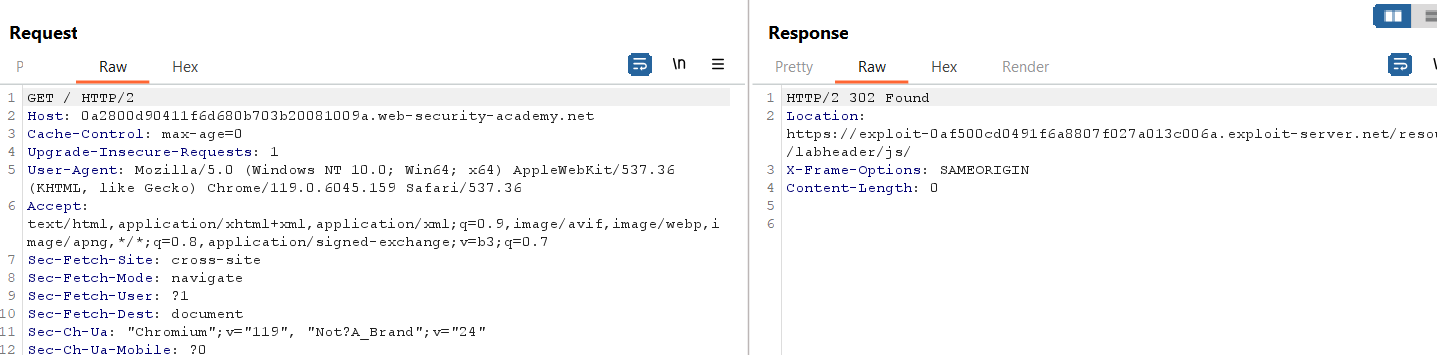 Request
P Raw Hex \n
1 GET / HTTP/2
2 Host: 0a2800d90411f6d680b703b20081009a.web-security-academy.net
3 Cache-Control: max-age=0
4 Upgrade-Insecure-Requests: 1
5 User-Agent: Mozilla/5.0 (Windows NT 10.0; Win64; x64) AppleWebKit/537.36
(KHTML, like Gecko) Chrome/119.0.6045.159 Safari/537.36
6 Accept:
text/html,application/xhtml+xml,application/xml;q=0.9,image/avif,image/webp,i
mage/apng,*/*;q=0.8,application/signed-exchange;v=b3;q=0.7
7 Sec-Fetch-Site: cross-site
8 Sec-Fetch-Mode: navigate
9 Sec-Fetch-User: ?1
10 Sec-Fetch-Dest: document
11 Sec-Ch-Ua: "Chromium";v="119", "Not?A_Brand";v="24"
12 Sec-Ch-Ua-Mobile: ?0
Response
Pretty Raw Hex Render
1 HTTP/2 302 Found
2 Location:
https://exploit-0af500cd0491f6a8807f027a013c006a.exploit-server.net/resou
/labheader/js/
3 X-Frame-Options: SAMEORIGIN
4 Content-Length: 0
5
6